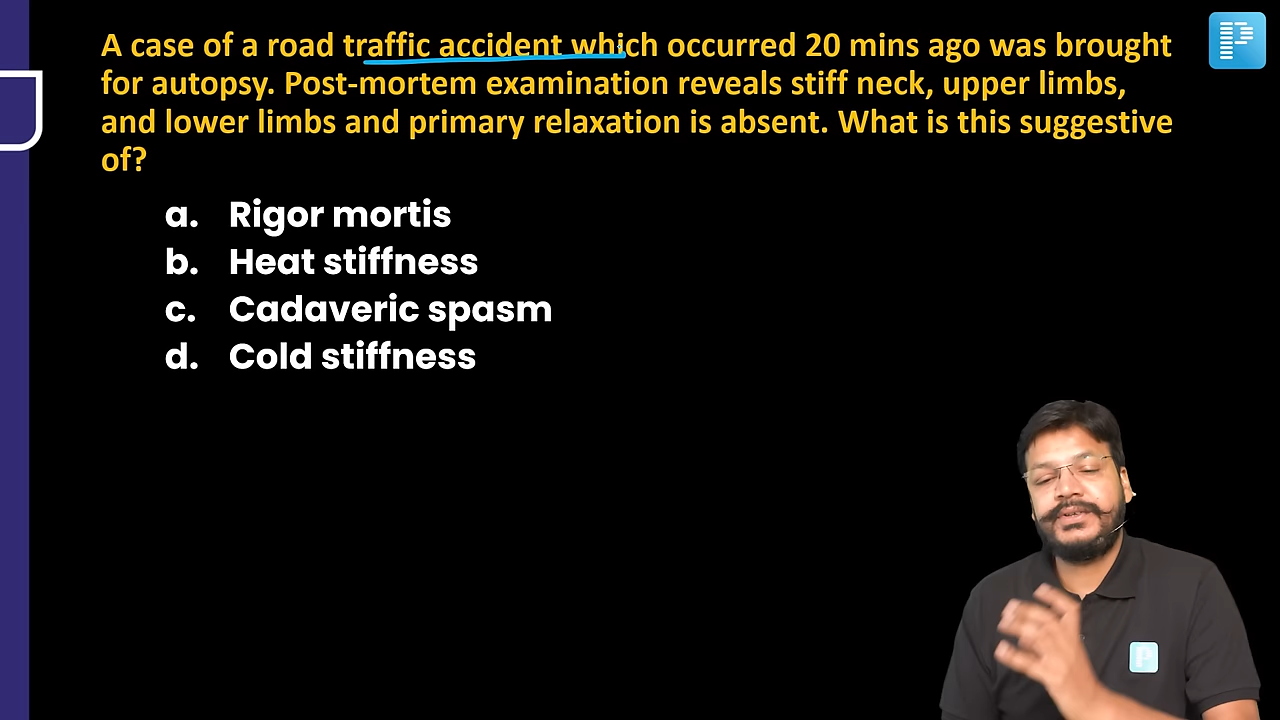 A case of a road traffic accident which occurred 20 mins ago was brought
for autopsy. Post-mortem examination reveals stiff neck, upper limbs,
and lower limbs and primary relaxation is absent. What is this suggestive
of?
a. Rigor mortis
b. Heat stiffness
c. Cadaveric spasm
d. Cold stiffness